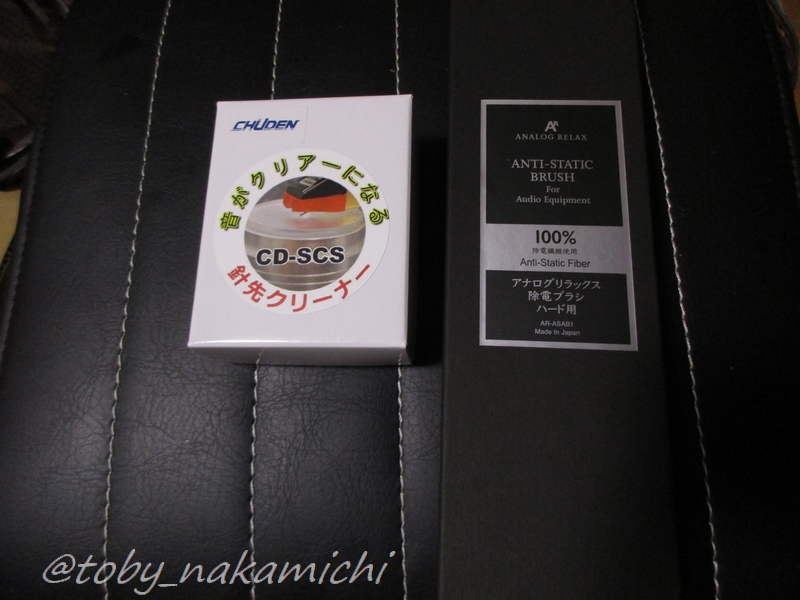 CHUDEN
音がクリアーになる
CD-SCS
針先クリーナー
AR
ANALOG RELAX
ANTI-STATIC
BRUSH
For
Audio Equipment
100%
除電繊維使用
Anti-Static Fiber
アナログリラックス
除電ブラシ
ハード用
AR-ASAB1
Made In Japan
@toby_nakamichi